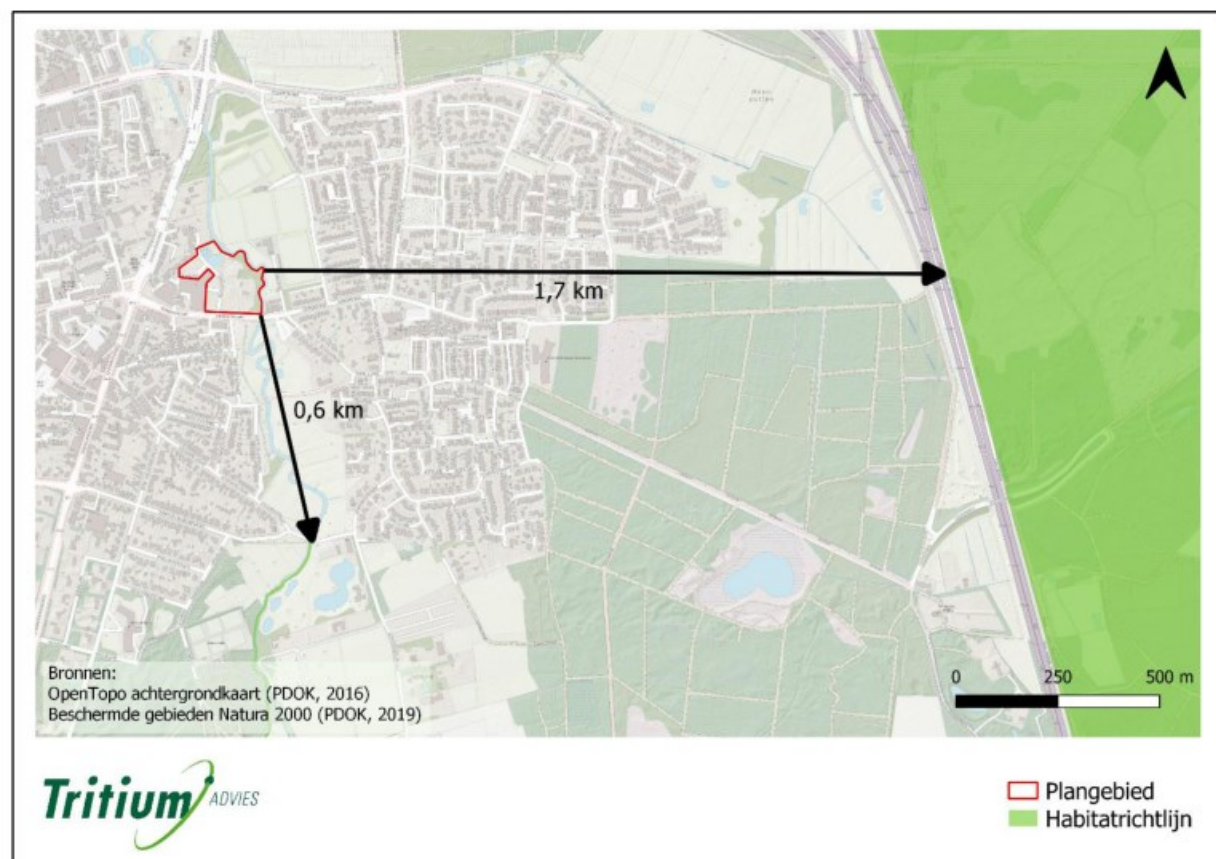 1,7 km
0,6 km
0 250 500 m
Bronnen:
OpenTopo achtergrondkaart (PDOK, 2016)
Beschermde gebieden Natura 2000 (PDOK, 2019)
Tritium ADVIES
Plangebied
Habitatrichtlijn